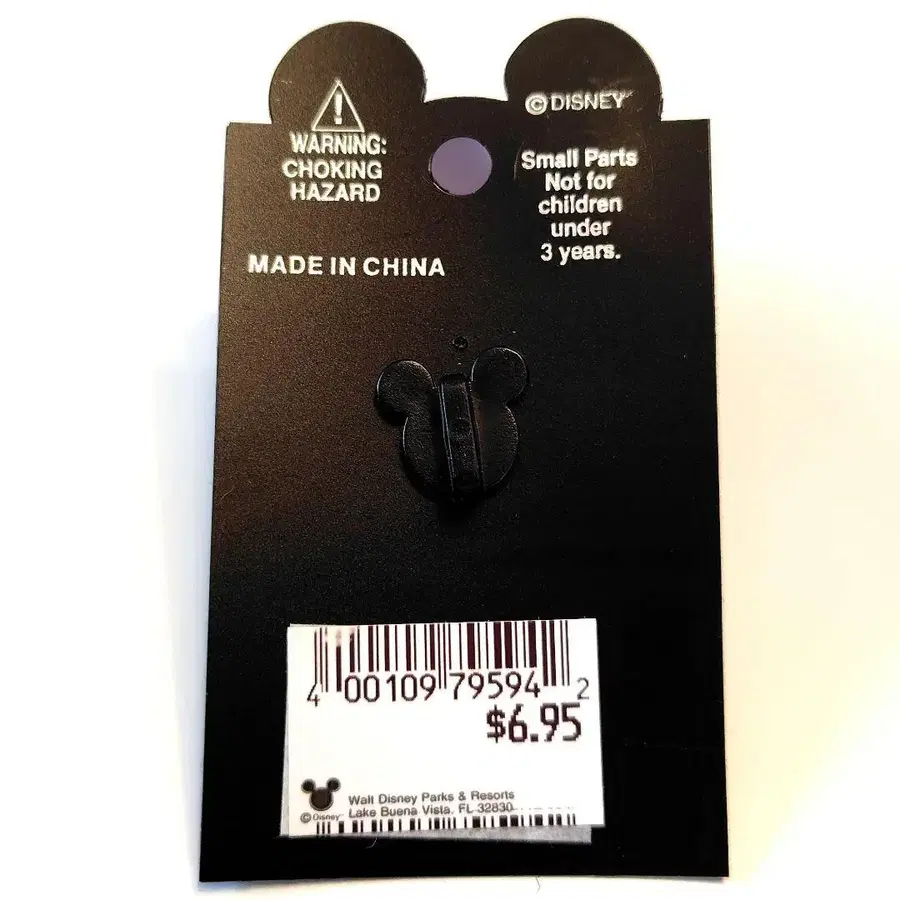 WARNING:
CHOKING
HAZARD
© DISNEY
Small Parts
Not for
children
under
3 years.
MADE IN CHINA
4 00109 79594 2
$6.95
© Disney
Walt Disney Parks & Resorts
Lake Buena Vista, FL 32830